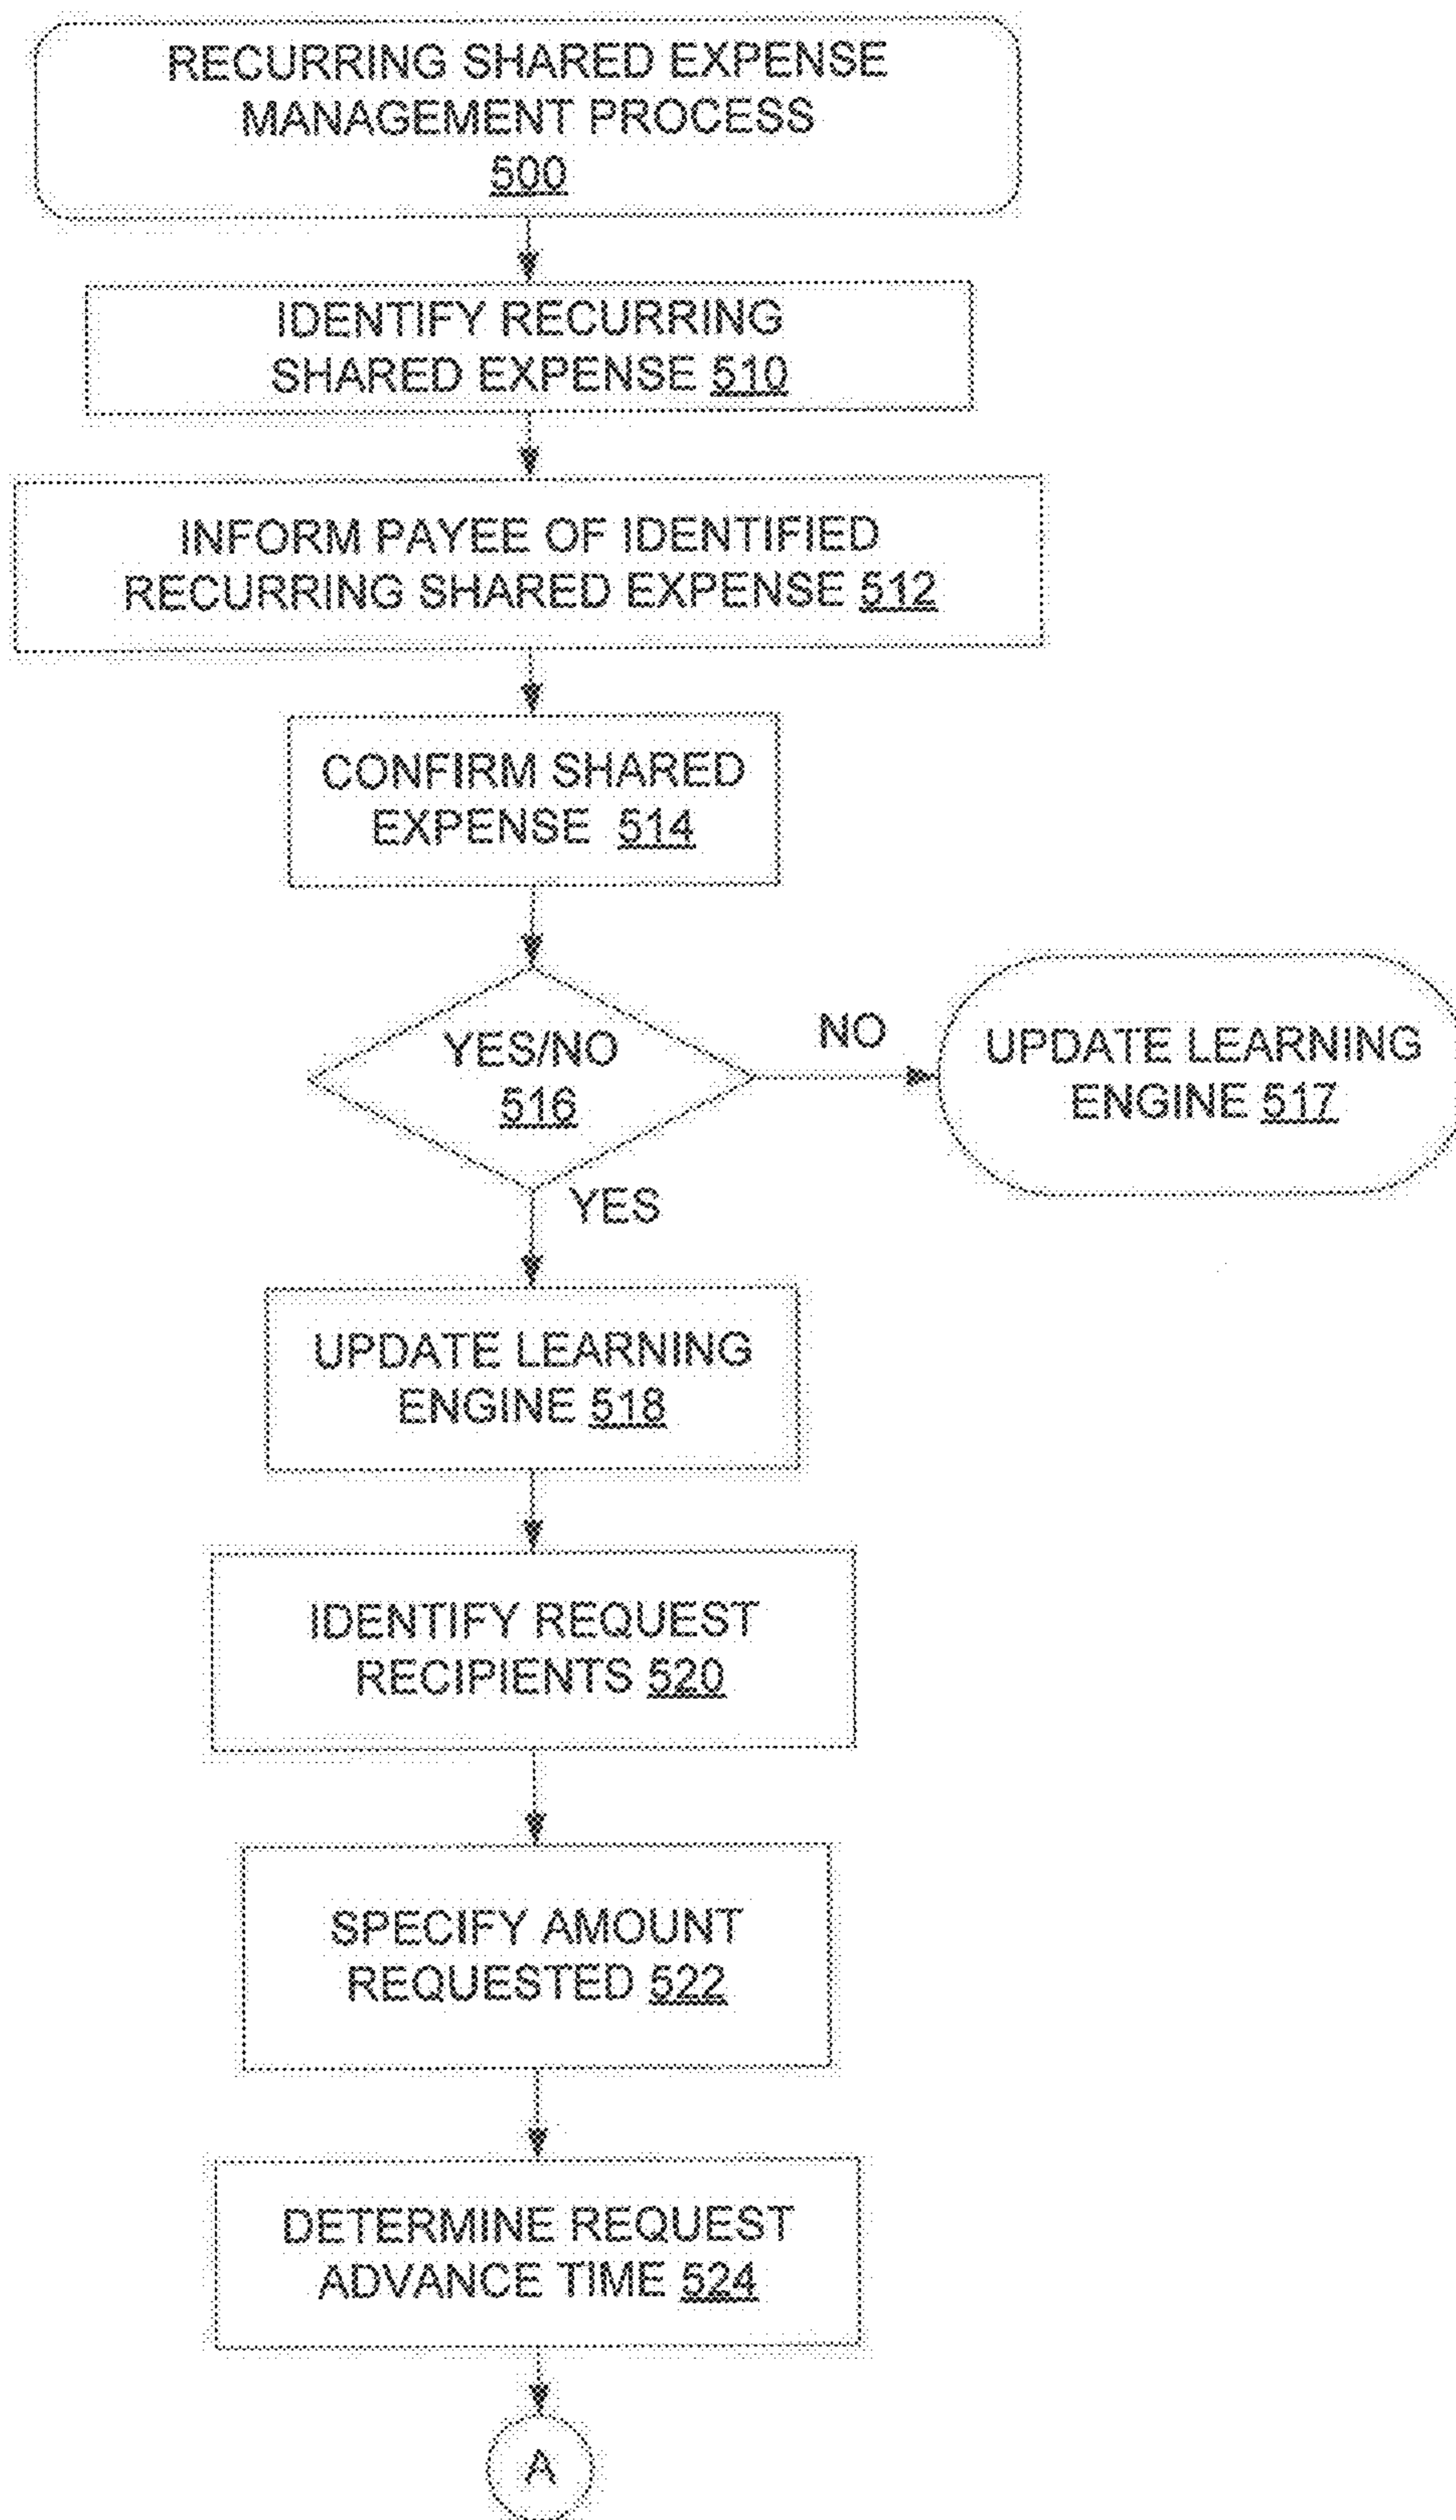 RECURRING SHARED EXPENSE
MANAGEMENT PROCESS
500
IDENTIFY RECURRING
SHARED EXPENSE 510
INFORM PAYEE OF IDENTIFIED
RECURRING SHARED EXPENSE 512
CONFIRM SHARED
EXPENSE 514
YES/NO
516
NO
UPDATE LEARNING
ENGINE 517
YES
UPDATE LEARNING
ENGINE 518
IDENTIFY REQUEST
RECIPIENTS 520
SPECIFY AMOUNT
REQUESTED 522
DETERMINE REQUEST
ADVANCE TIME 524
A